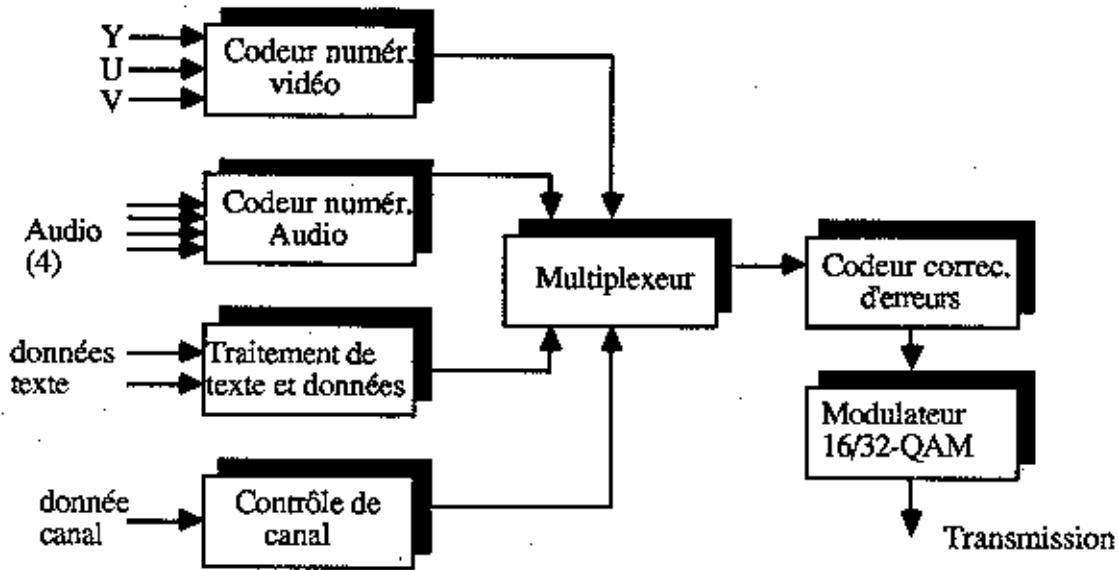 Y
U
V
Codeur numér.
vidéo
Audio
(4)
Codeur numér.
Audio
données
texte
Traitement de
texte et données
donnée
canal
Contrôle de
canal
Multiplexeur
Codeur correc.
d'erreurs
Modulateur
16/32-QAM
Transmission